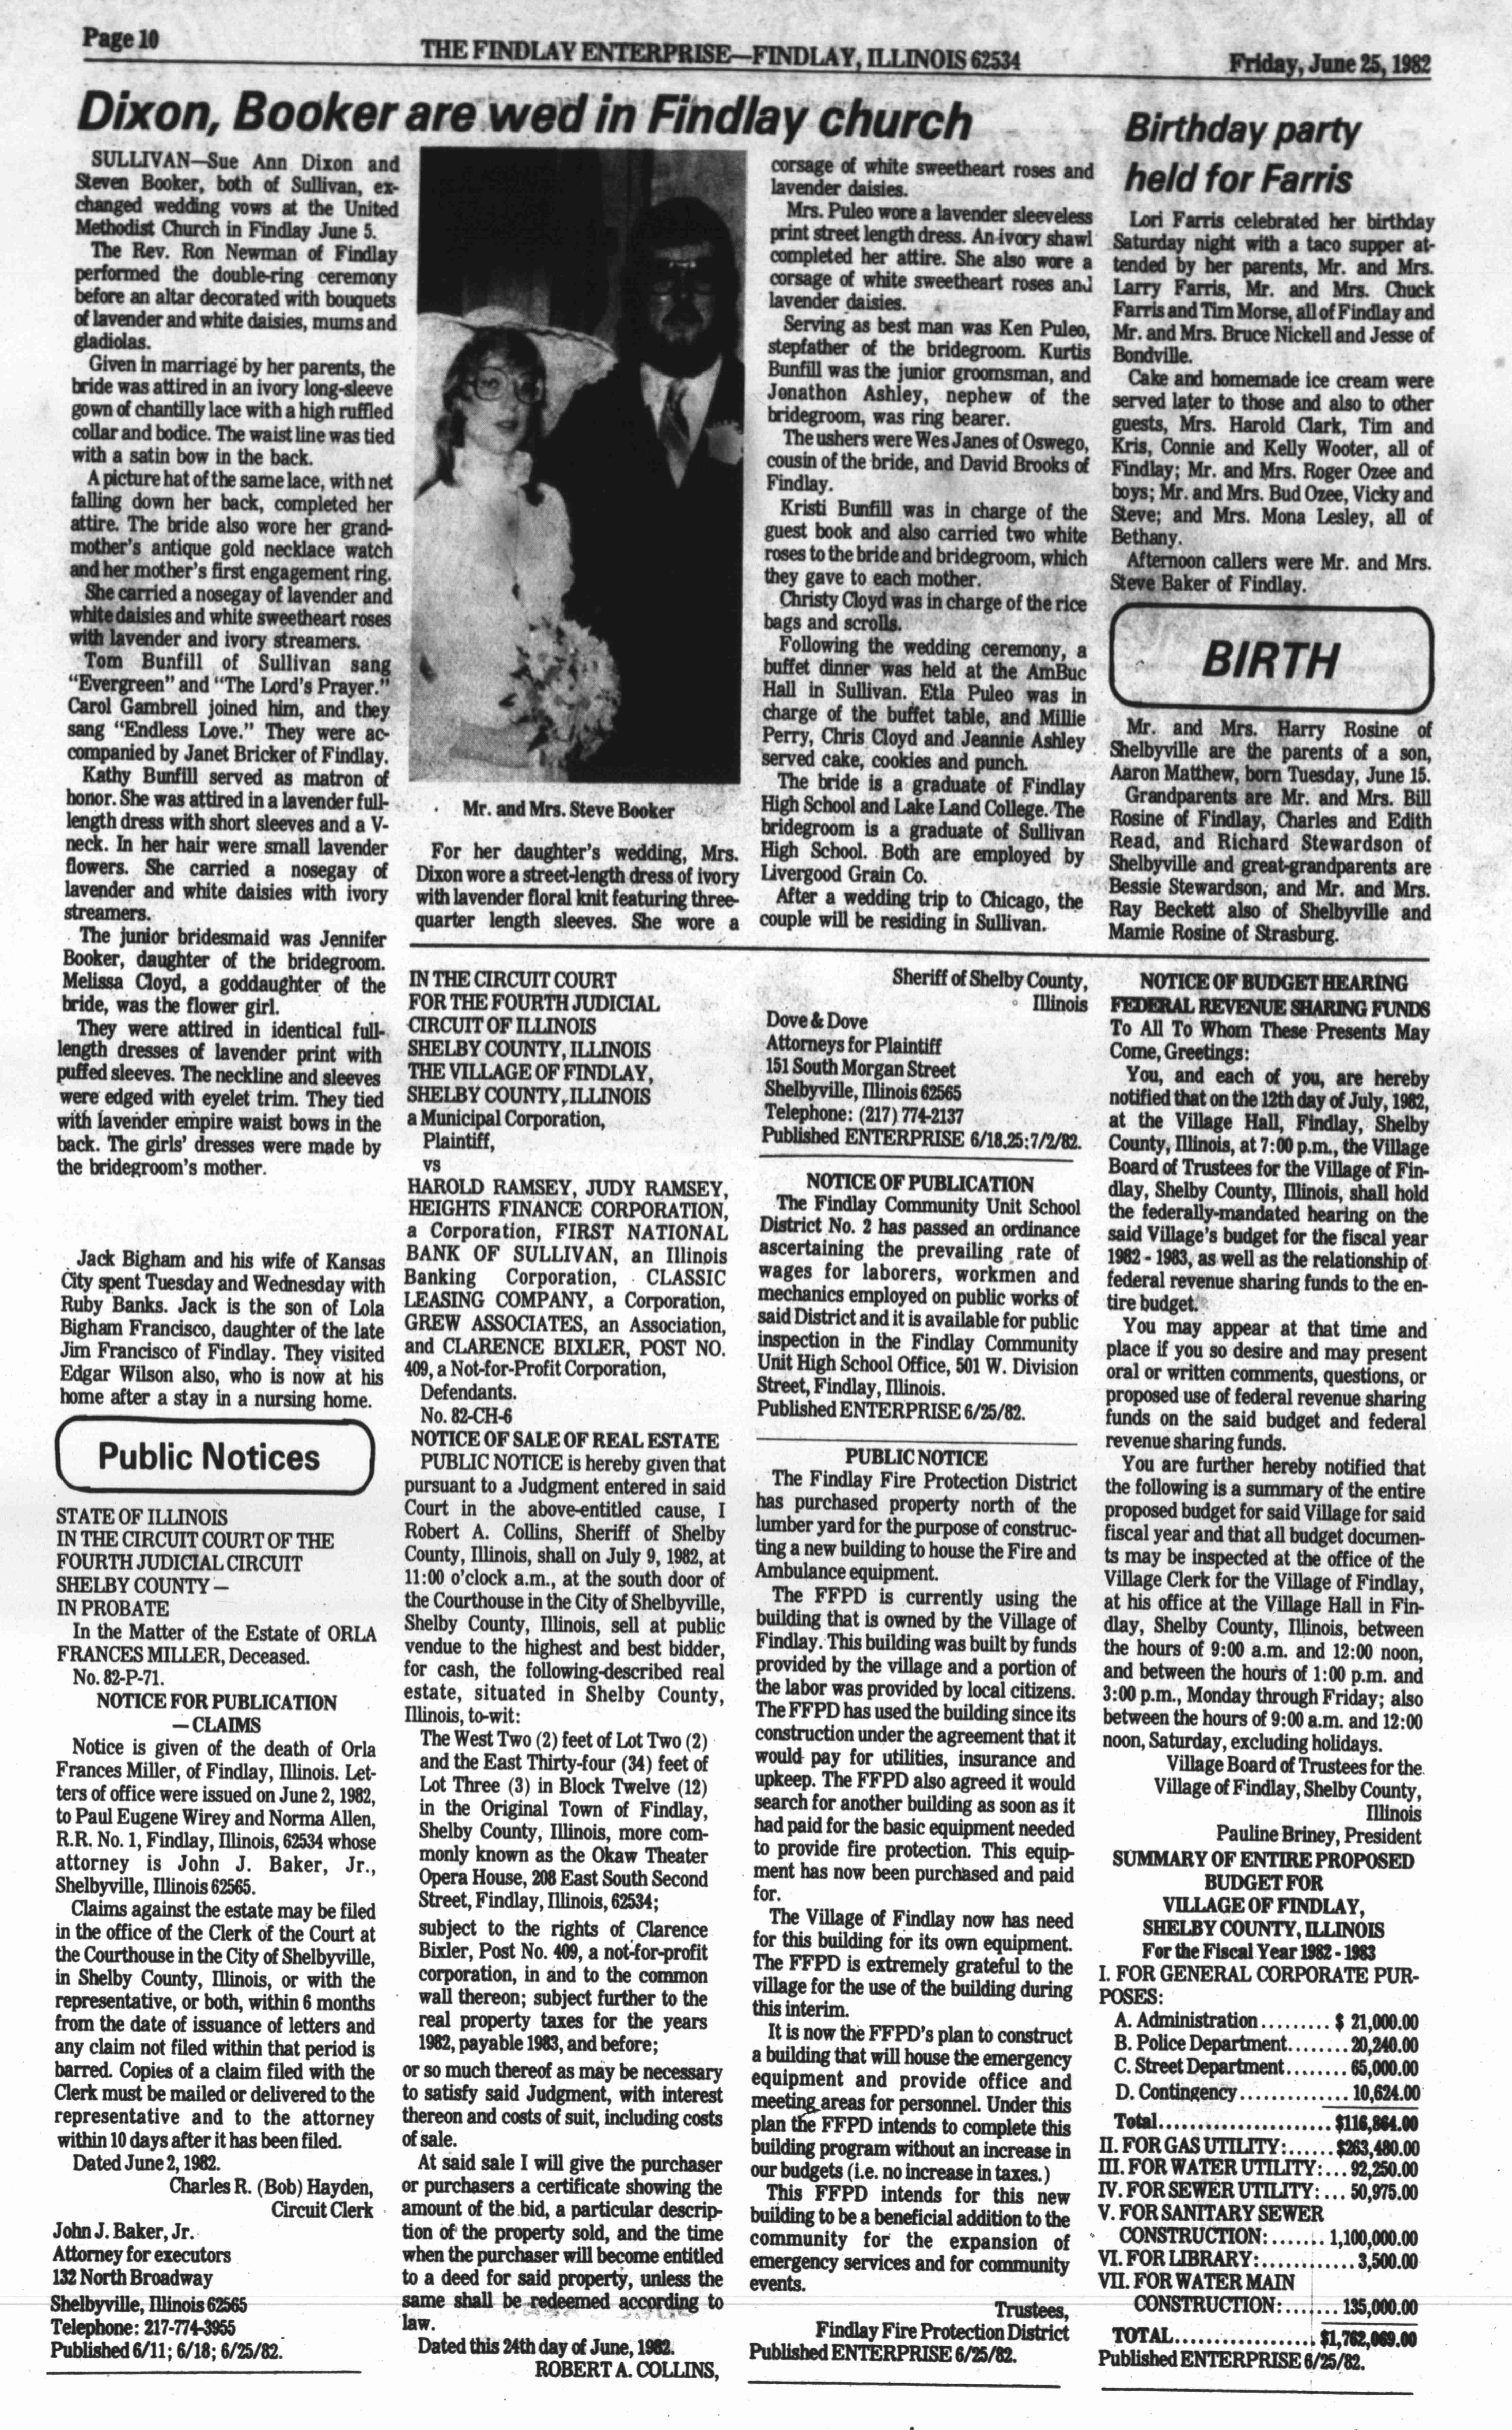 Page 10
THE FINDLAY ENTERPRISE—FINDLAY, ILLINOIS 62534
Friday, June 25, 1982
Dixon, Booker are wed in Findlay church
SULLIVAN—Sue Ann Dixon and
Steven Booker, both of Sullivan, ex-
changed wedding vows at the United
Methodist Church in Findlay June 5.
The Rev. Ron Newman of Findlay
performed the double-ring ceremony
before an altar decorated with bouquets
of lavender and white daisies, mums and
gladiolas.
Given in marriage by her parents, the
bride was attired in an ivory long-sleeve
gown of chantilly lace with a high ruffled
collar and bodice. The waist line was tied
with a satin bow in the back.
A picture hat of the same lace, with net
falling down her back, completed her
attire. The bride also wore her grand-
mother's antique gold necklace watch
and her mother's first engagement ring.
She carried a nosegay of lavender and
white daisies and white sweetheart roses
with lavender and ivory streamers.
Tom Bunfill of Sullivan sang
"Evergreen" and "The Lord's Prayer."
Carol Gambrell joined him, and they
sang "Endless Love." They were ac-
companied by Janet Bricker of Findlay.
Kathy Bunfill served as matron of
honor. She was attired in a lavender full-
length dress with short sleeves and a V-
neck. In her hair were small lavender
flowers. She carried a nosegay of
lavender and white daisies with ivory
streamers.
The junior bridesmaid was Jennifer
Booker, daughter of the bridegroom.
Melissa Cloyd, a goddaughter of the
bride, was the flower girl.
They were attired in identical full-
length dresses of lavender print with
puffed sleeves. The neckline and sleeves
were edged with eyelet trim. They tied
with lavender empire waist bows in the
back. The girls' dresses were made by
the bridegroom's mother.
Mr. and Mrs. Steve Booker
For her daughter's wedding, Mrs.
Dixon wore a street-length dress of ivory
with lavender floral knit featuring three-
quarter length sleeves. She wore a
corsage of white sweetheart roses and
lavender daisies.
Mrs. Puleo wore a lavender sleeveless
print street length dress. An ivory shawl
completed her attire. She also wore a
corsage of white sweetheart roses and
lavender daisies.
Serving as best man was Ken Puleo,
stepfather of the bridegroom. Kurtis
Bunfill was the junior groomsman, and
Jonathon Ashley, nephew of the
bridegroom, was ring bearer.
The ushers were Wes Janes of Oswego,
cousin of the bride, and David Brooks of
Findlay.
Kristi Bunfill was in charge of the
guest book and also carried two white
roses to the bride and bridegroom, which
they gave to each mother.
Christy Cloyd was in charge of the rice
bags and scrolls.
Following the wedding ceremony, a
buffet dinner was held at the AmBuc
Hall in Sullivan. Etla Puleo was in
charge of the buffet table, and Millie
Perry, Chris Cloyd and Jeannie Ashley
served cake, cookies and punch.
The bride is a graduate of Findlay
High School and Lake Land College. The
bridegroom is a graduate of Sullivan
High School. Both are employed by
Livergood Grain Co.
After a wedding trip to Chicago, the
couple will be residing in Sullivan.
Birthday party
held for Farris
Lori Farris celebrated her birthday
Saturday night with a taco supper at-
tended by her parents, Mr. and Mrs.
Larry Farris, Mr. and Mrs. Chuck
Farris and Tim Morse, all of Findlay and
Mr. and Mrs. Bruce Nickell and Jesse of
Bondville.
Cake and homemade ice cream were
served later to those and also to other
guests, Mrs. Harold Clark, Tim and
Kris, Connie and Kelly Wooter, all of
Findlay; Mr. and Mrs. Roger Ozee and
boys; Mr. and Mrs. Bud Ozee, Vicky and
Steve; and Mrs. Mona Lesley, all of
Bethany.
Afternoon callers were Mr. and Mrs.
Steve Baker of Findlay.
BIRTH
Mr. and Mrs. Harry Rosine of
Shelbyville are the parents of a son,
Aaron Matthew, born Tuesday, June 15.
Grandparents are Mr. and Mrs. Bill
Rosine of Findlay, Charles and Edith
Read, and Richard Stewardson of
Shelbyville and great-grandparents are
Bessie Stewardson, and Mr. and Mrs.
Ray Beckett also of Shelbyville and
Mamie Rosine of Strasburg.
Jack Bigham and his wife of Kansas
City spent Tuesday and Wednesday with
Ruby Banks. Jack is the son of Lola
Bigham Francisco, daughter of the late
Jim Francisco of Findlay. They visited
Edgar Wilson also, who is now at his
home after a stay in a nursing home.
Public Notices
STATE OF ILLINOIS
IN THE CIRCUIT COURT OF THE
FOURTH JUDICIAL CIRCUIT
SHELBY COUNTY —
IN PROBATE
In the Matter of the Estate of ORLA
FRANCES MILLER, Deceased.
No. 82-P-71.
NOTICE FOR PUBLICATION
— CLAIMS
Notice is given of the death of Orla
Frances Miller, of Findlay, Illinois. Let-
ters of office were issued on June 2, 1982,
to Paul Eugene Wirey and Norma Allen,
R.R. No. 1, Findlay, Illinois, 62534 whose
attorney is John J. Baker, Jr.,
Shelbyville, Illinois 62565.
Claims against the estate may be filed
in the office of the Clerk of the Court at
the Courthouse in the City of Shelbyville,
in Shelby County, Illinois, or with the
representative, or both, within 6 months
from the date of issuance of letters and
any claim not filed within that period is
barred. Copies of a claim filed with the
Clerk must be mailed or delivered to the
representative and to the attorney
within 10 days after it has been filed.
Dated June 2, 1982.
Charles R. (Bob) Hayden,
Circuit Clerk
John J. Baker, Jr.
Attorney for executors
132 North Broadway
Shelbyville, Illinois 62565
Telephone: 217-774-3955
Published 6/11; 6/18; 6/25/82.
IN THE CIRCUIT COURT
FOR THE FOURTH JUDICIAL
CIRCUIT OF ILLINOIS
SHELBY COUNTY, ILLINOIS
THE VILLAGE OF FINDLAY,
SHELBY COUNTY, ILLINOIS
a Municipal Corporation,
Plaintiff,
vs
HAROLD RAMSEY, JUDY RAMSEY,
HEIGHTS FINANCE CORPORATION,
a Corporation, FIRST NATIONAL
BANK OF SULLIVAN, an Illinois
Banking Corporation, CLASSIC
LEASING COMPANY, a Corporation,
GREW ASSOCIATES, an Association,
and CLARENCE BIXLER, POST NO.
409, a Not-for-Profit Corporation,
Defendants.
No. 82-CH-6
NOTICE OF SALE OF REAL ESTATE
PUBLIC NOTICE is hereby given that
pursuant to a Judgment entered in said
Court in the above-entitled cause, I
Robert A. Collins, Sheriff of Shelby
County, Illinois, shall on July 9, 1982, at
11:00 o'clock a.m., at the south door of
the Courthouse in the City of Shelbyville,
Shelby County, Illinois, sell at public
vendue to the highest and best bidder,
for cash, the following-described real
estate, situated in Shelby County,
Illinois, to-wit:
The West Two (2) feet of Lot Two (2)
and the East Thirty-four (34) feet of
Lot Three (3) in Block Twelve (12)
in the Original Town of Findlay,
Shelby County, Illinois, more com-
monly known as the Okaw Theater
Opera House, 208 East South Second
Street, Findlay, Illinois, 62534;
subject to the rights of Clarence
Bixler, Post No. 409, a not-for-profit
corporation, in and to the common
wall thereon; subject further to the
real property taxes for the years
1982, payable 1983, and before;
or so much thereof as may be necessary
to satisfy said Judgment, with interest
thereon and costs of suit, including costs
of sale.
At said sale I will give the purchaser
or purchasers a certificate showing the
amount of the bid, a particular descrip-
tion of the property sold, and the time
when the purchaser will become entitled
to a deed for said property, unless the
same shall be redeemed according to
law.
Dated this 24th day of June, 1982.
ROBERT A. COLLINS,
Sheriff of Shelby County,
Illinois
Dove & Dove
Attorneys for Plaintiff
151 South Morgan Street
Shelbyville, Illinois 62565
Telephone: (217) 774-2137
Published ENTERPRISE 6/18,25;7/2/82.
NOTICE OF PUBLICATION
The Findlay Community Unit School
District No. 2 has passed an ordinance
ascertaining the prevailing rate of
wages for laborers, workmen and
mechanics employed on public works of
said District and it is available for public
inspection in the Findlay Community
Unit High School Office, 501 W. Division
Street, Findlay, Illinois.
Published ENTERPRISE 6/25/82.
PUBLIC NOTICE
The Findlay Fire Protection District
has purchased property north of the
lumber yard for the purpose of construc-
ting a new building to house the Fire and
Ambulance equipment.
The FFPD is currently using the
building that is owned by the Village of
Findlay. This building was built by funds
provided by the village and a portion of
the labor was provided by local citizens.
The FFPD has used the building since its
construction under the agreement that it
would pay for utilities, insurance and
upkeep. The FFPD also agreed it would
search for another building as soon as it
had paid for the basic equipment needed
to provide fire protection. This equip-
ment has now been purchased and paid
for.
The Village of Findlay now has need
for this building for its own equipment.
The FFPD is extremely grateful to the
village for the use of the building during
this interim.
It is now the FFPD's plan to construct
a building that will house the emergency
equipment and provide office and
meeting areas for personnel. Under this
plan the FFPD intends to complete this
building program without an increase in
our budgets (i.e. no increase in taxes.)
This FFPD intends for this new
building to be a beneficial addition to the
community for the expansion of
emergency services and for community
events.
Trustees,
Findlay Fire Protection District
Published ENTERPRISE 6/25/82.
NOTICE OF BUDGET HEARING
FEDERAL REVENUE SHARING FUNDS
To All To Whom These Presents May
Come, Greetings:
You, and each of you, are hereby
notified that on the 12th day of July, 1982,
at the Village Hall, Findlay, Shelby
County, Illinois, at 7:00 p.m., the Village
Board of Trustees for the Village of Fin-
dlay, Shelby County, Illinois, shall hold
the federally-mandated hearing on the
said Village's budget for the fiscal year
1982 - 1983, as well as the relationship of
federal revenue sharing funds to the en-
tire budget.
You may appear at that time and
place if you so desire and may present
oral or written comments, questions, or
proposed use of federal revenue sharing
funds on the said budget and federal
revenue sharing funds.
You are further hereby notified that
the following is a summary of the entire
proposed budget for said Village for said
fiscal year and that all budget documen-
ts may be inspected at the office of the
Village Clerk for the Village of Findlay,
at his office at the Village Hall in Fin-
dlay, Shelby County, Illinois, between
the hours of 9:00 a.m. and 12:00 noon,
and between the hours of 1:00 p.m. and
3:00 p.m., Monday through Friday; also
between the hours of 9:00 a.m. and 12:00
noon, Saturday, excluding holidays.
Village Board of Trustees for the
Village of Findlay, Shelby County,
Illinois
Pauline Briney, President
SUMMARY OF ENTIRE PROPOSED
BUDGET FOR
VILLAGE OF FINDLAY,
SHELBY COUNTY, ILLINOIS
For the Fiscal Year 1982 - 1983
I. FOR GENERAL CORPORATE PUR-
POSES:
A. Administration......... $ 21,000.00
B. Police Department........ 20,240.00
C. Street Department........ 65,000.00
D. Contingency.............. 10,624.00
Total...................... $116,864.00
II. FOR GAS UTILITY:...... $263,480.00
III. FOR WATER UTILITY:... 92,250.00
IV. FOR SEWER UTILITY:... 50,975.00
V. FOR SANITARY SEWER
CONSTRUCTION:....... 1,100,000.00
VI. FOR LIBRARY:............ 3,500.00
VII. FOR WATER MAIN
CONSTRUCTION:....... 135,000.00
TOTAL.................. $1,762,069.00
Published ENTERPRISE 6/25/82.